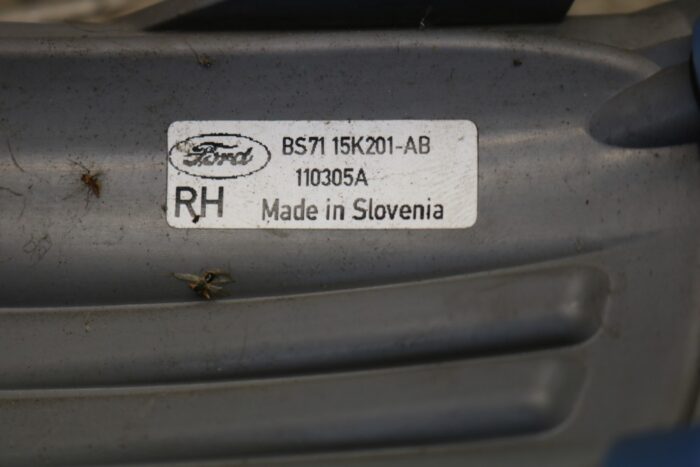 Ford BS71 15K201-AB
110305A
RH Made in Slovenia